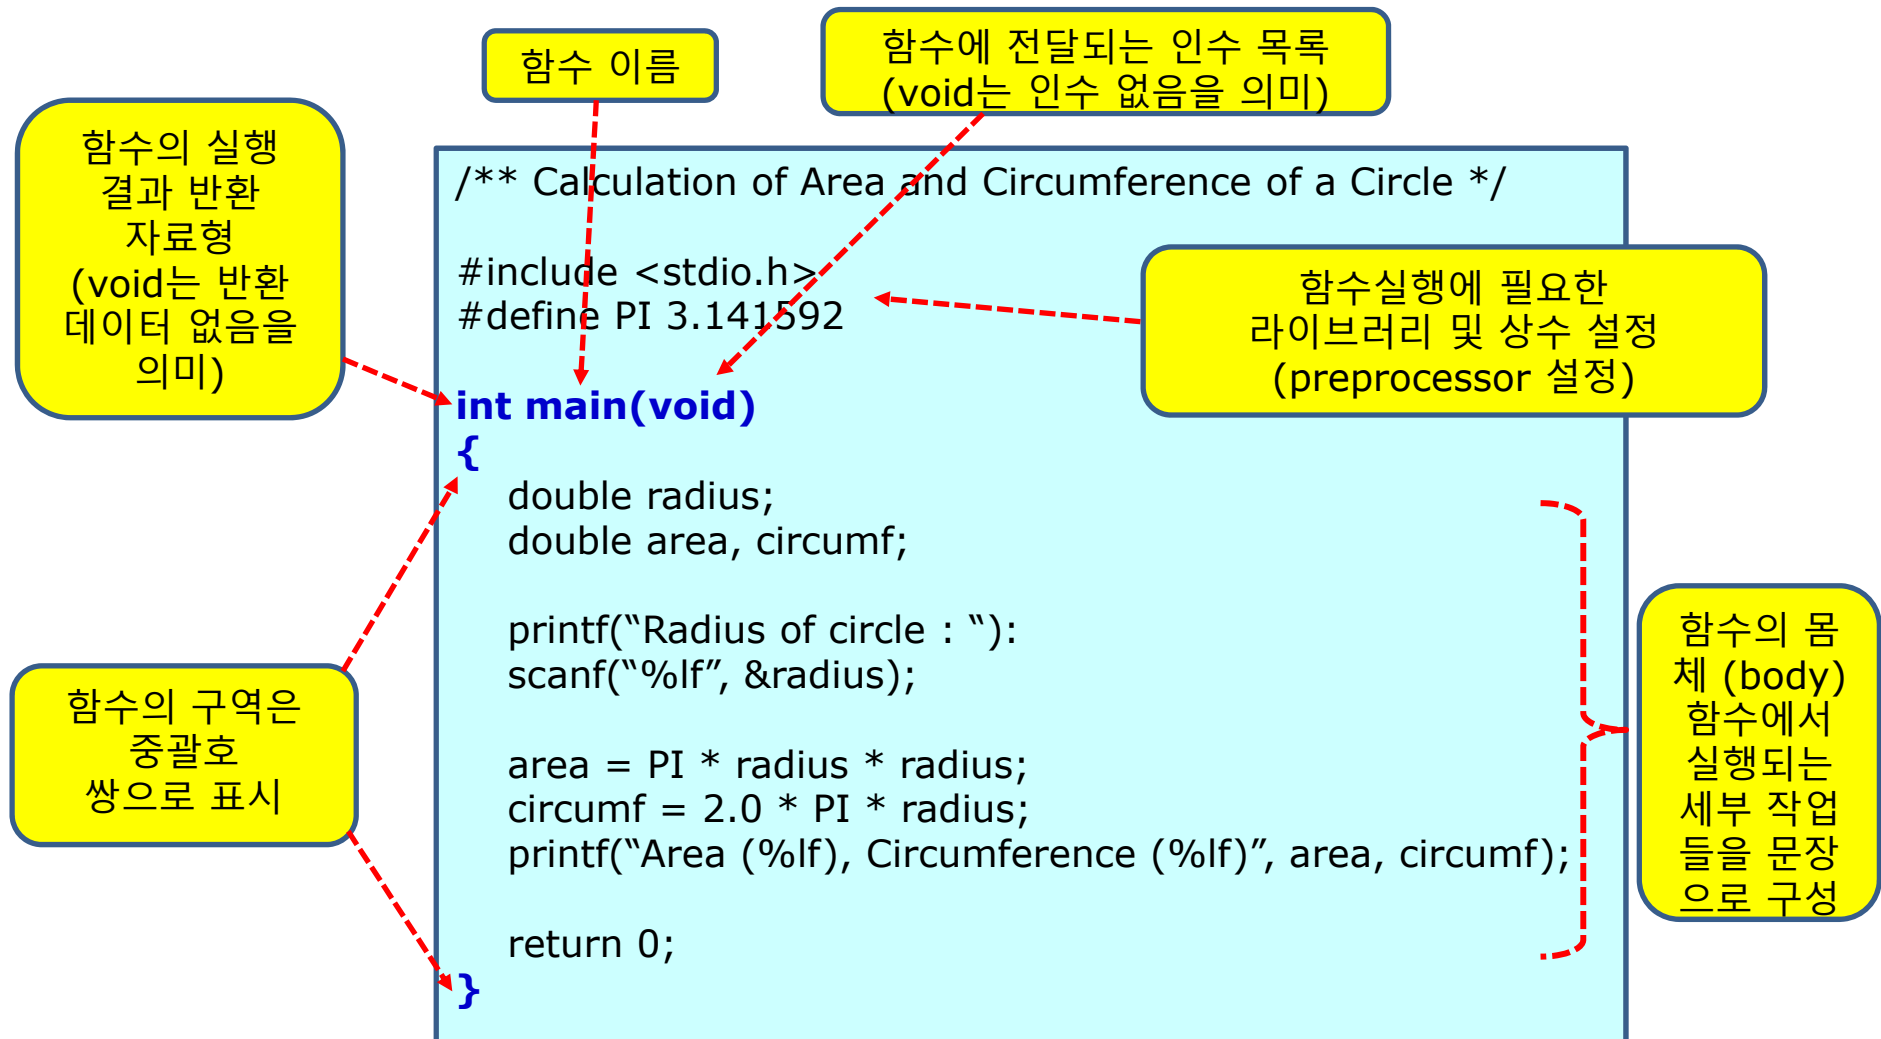 함수 이름
함수에 전달되는 인수 목록
(void는 인수 없음을 의미)
함수의 실행
결과 반환
자료형
(void는 반환
데이터 없음을
의미)
/** Calculation of Area and Circumference of a Circle */
#include <stdio.h>
#define PI 3.141592
함수실행에 필요한
라이브러리 및 상수 설정
(preprocessor 설정)
int main(void)
{
double radius;
double area, circumf;
printf(“Radius of circle : “):
scanf(“%lf”, &radius);
area = PI * radius * radius;
circumf = 2.0 * PI * radius;
printf(“Area (%lf), Circumference (%lf)”, area, circumf);
return 0;
}
함수의 구역은
중괄호
쌍으로 표시
함수의 몸
체 (body)
함수에서
실행되는
세부 작업
들을 문장
으로 구성